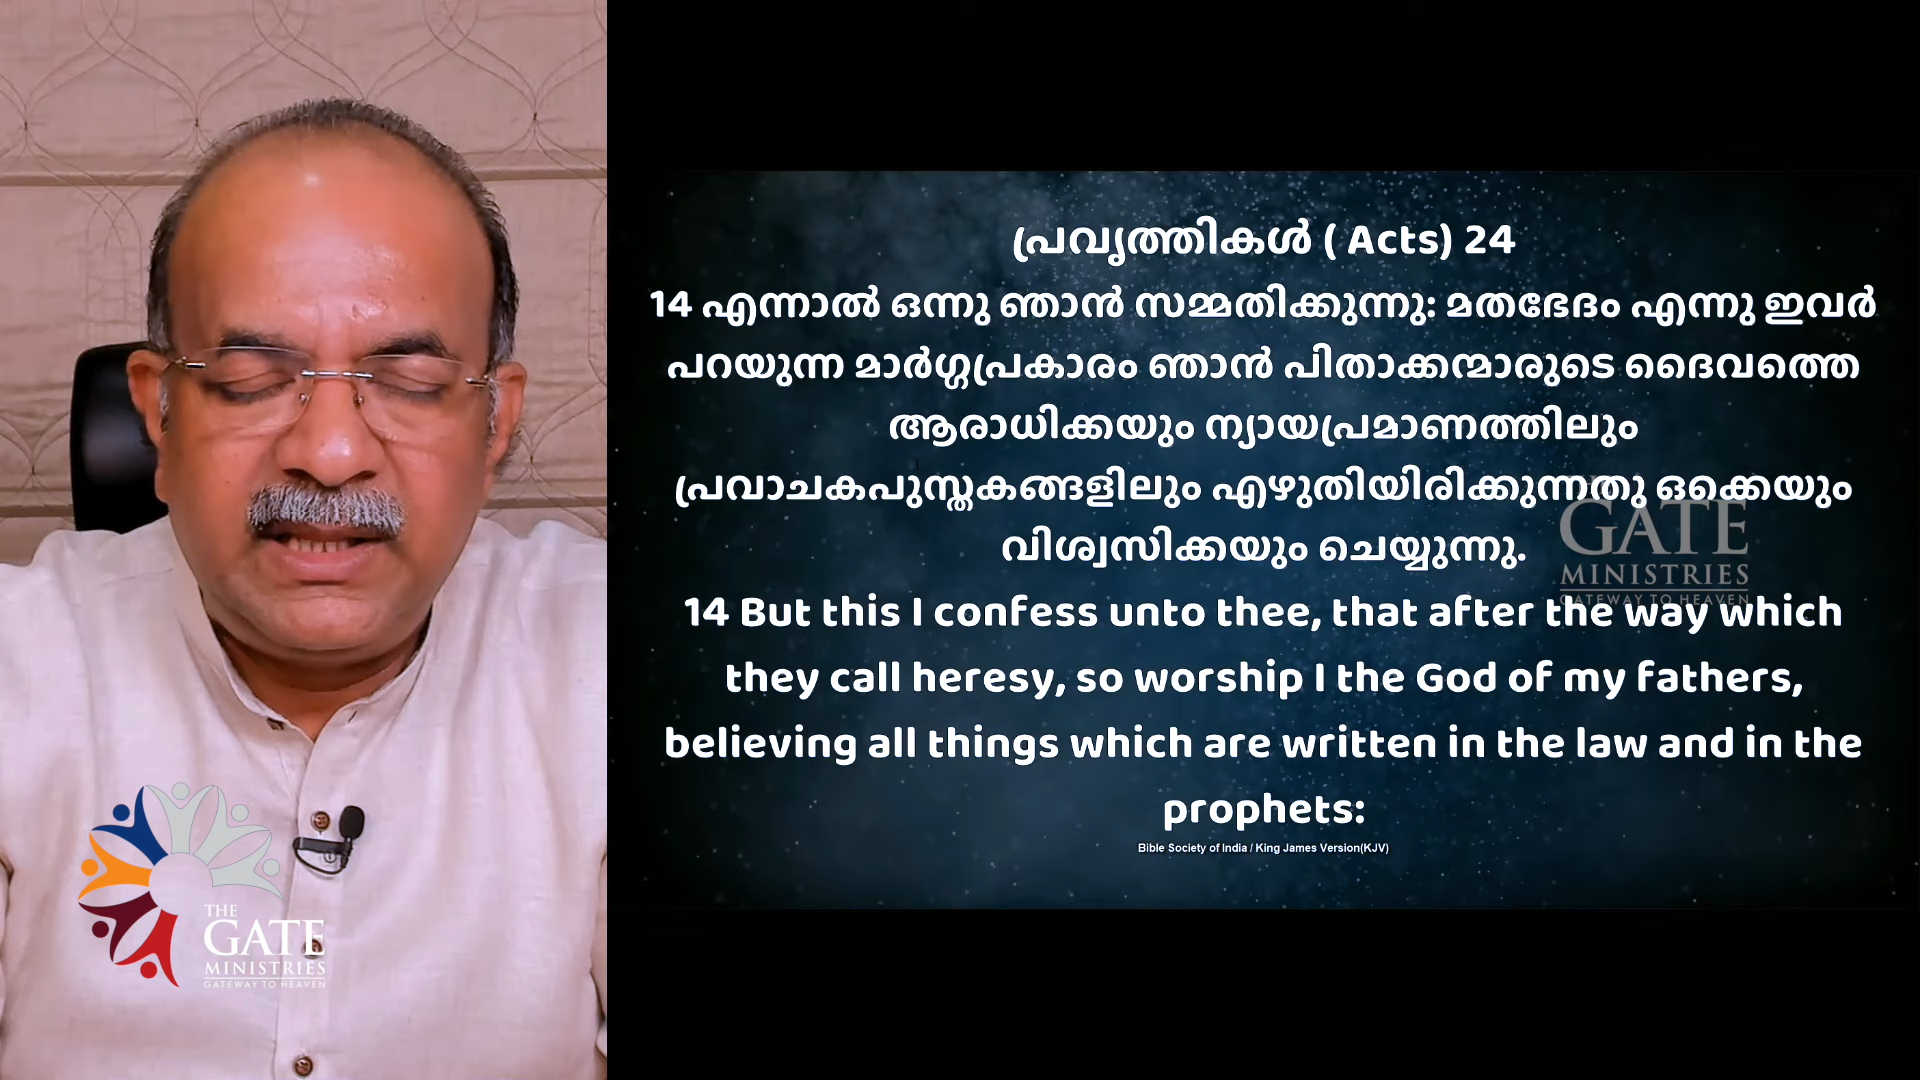 പ്രവൃത്തികൾ ( Acts) 24
14 എന്നാൽ ഒന്നു ഞാൻ സമ്മതിക്കുന്നു: മതഭേദം എന്നു ഇവർ
പറയുന്ന മാർഗ്ഗപ്രകാരം ഞാൻ പിതാക്കന്മാരുടെ ദൈവത്തെ
ആരാധിക്കയും ന്യായപ്രമാണത്തിലും
പ്രവാചകപുസ്തകങ്ങളിലും എഴുതിയിരിക്കുന്നതു ഒക്കെയും
വിശ്വസിക്കയും ചെയ്യുന്നു.
14 But this I confess unto thee, that after the way which
they call heresy, so worship I the God of my fathers,
believing all things which are written in the law and in the
prophets:
Bible Society of India / King James Version(KJV)
GATE
MINISTRIES
GATEWAY TO HEAVEN
THE
GATE
MINISTRIES
GATEWAY TO HEAVEN